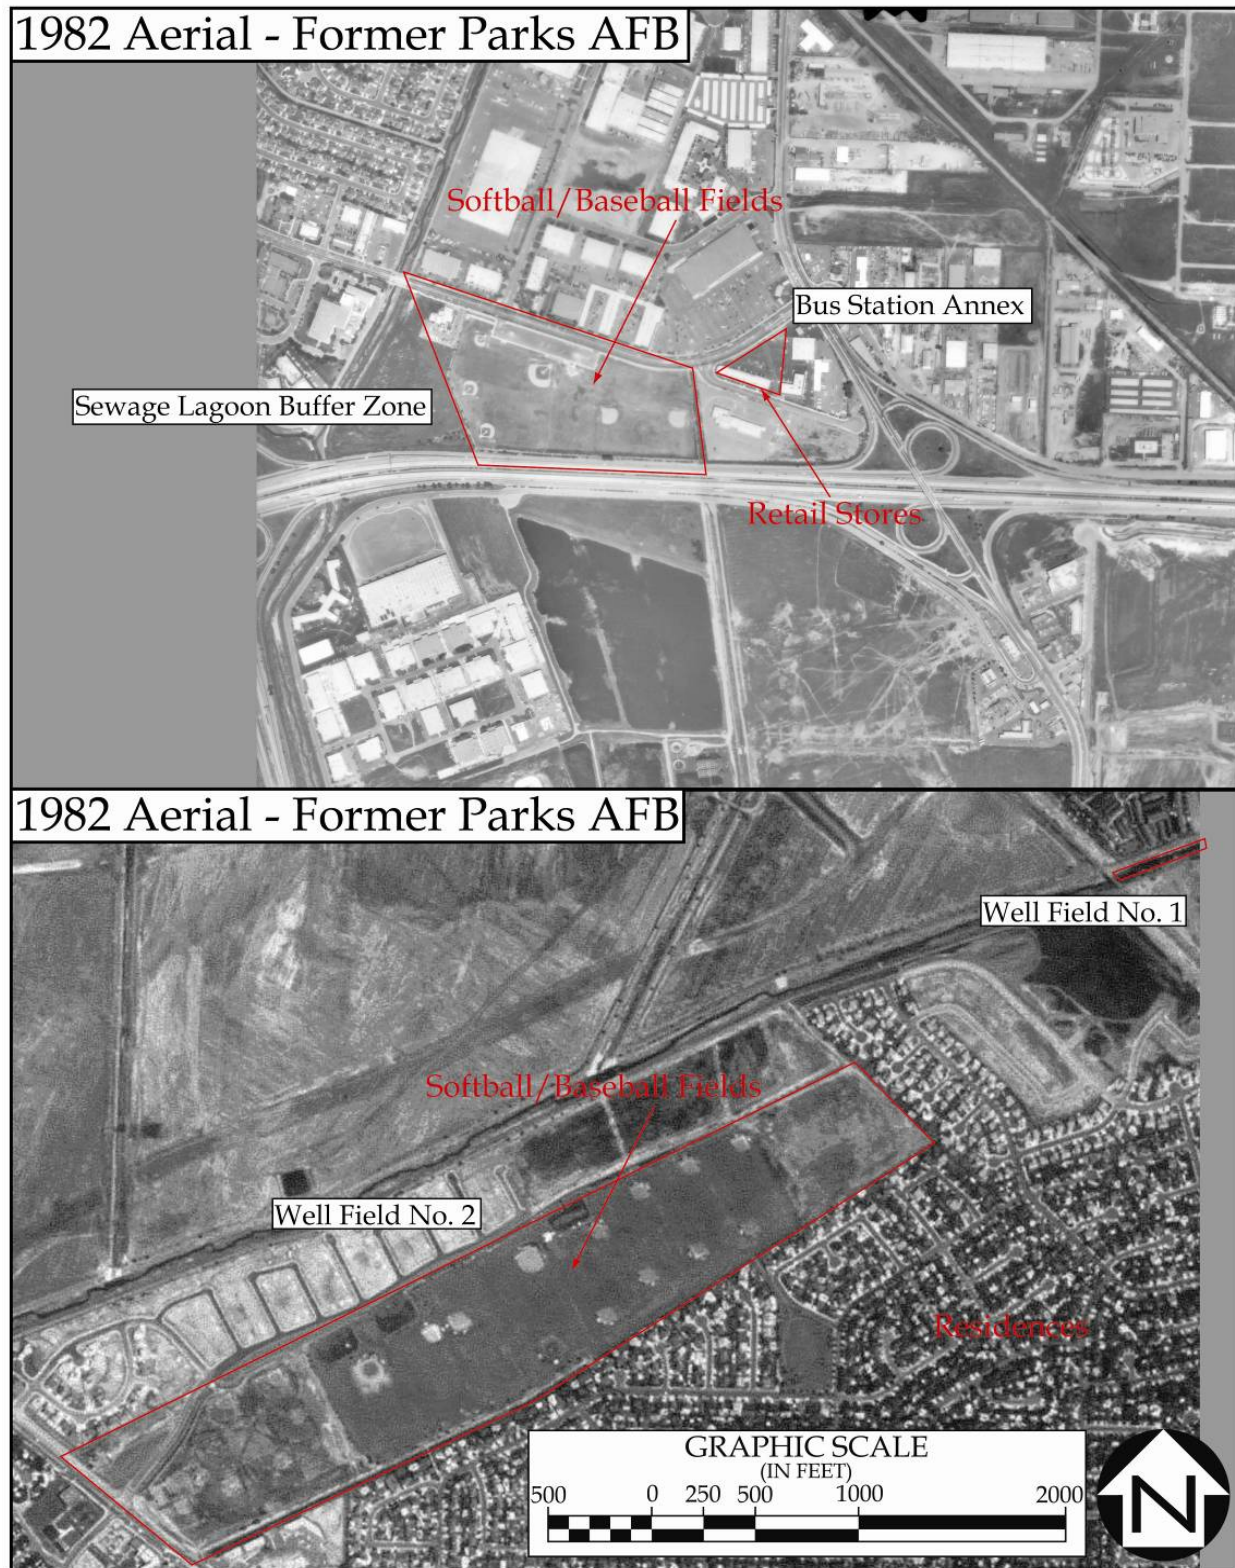 1982 Aerial - Former Parks AFB
Softball/Baseball Fields
Bus Station Annex
Sewage Lagoon Buffer Zone
Retail Stores
1982 Aerial - Former Parks AFB
Well Field No. 1
Softball/Baseball Fields
Well Field No. 2
Residences
GRAPHIC SCALE
(IN FEET)
500 0 250 500 1000 2000
N